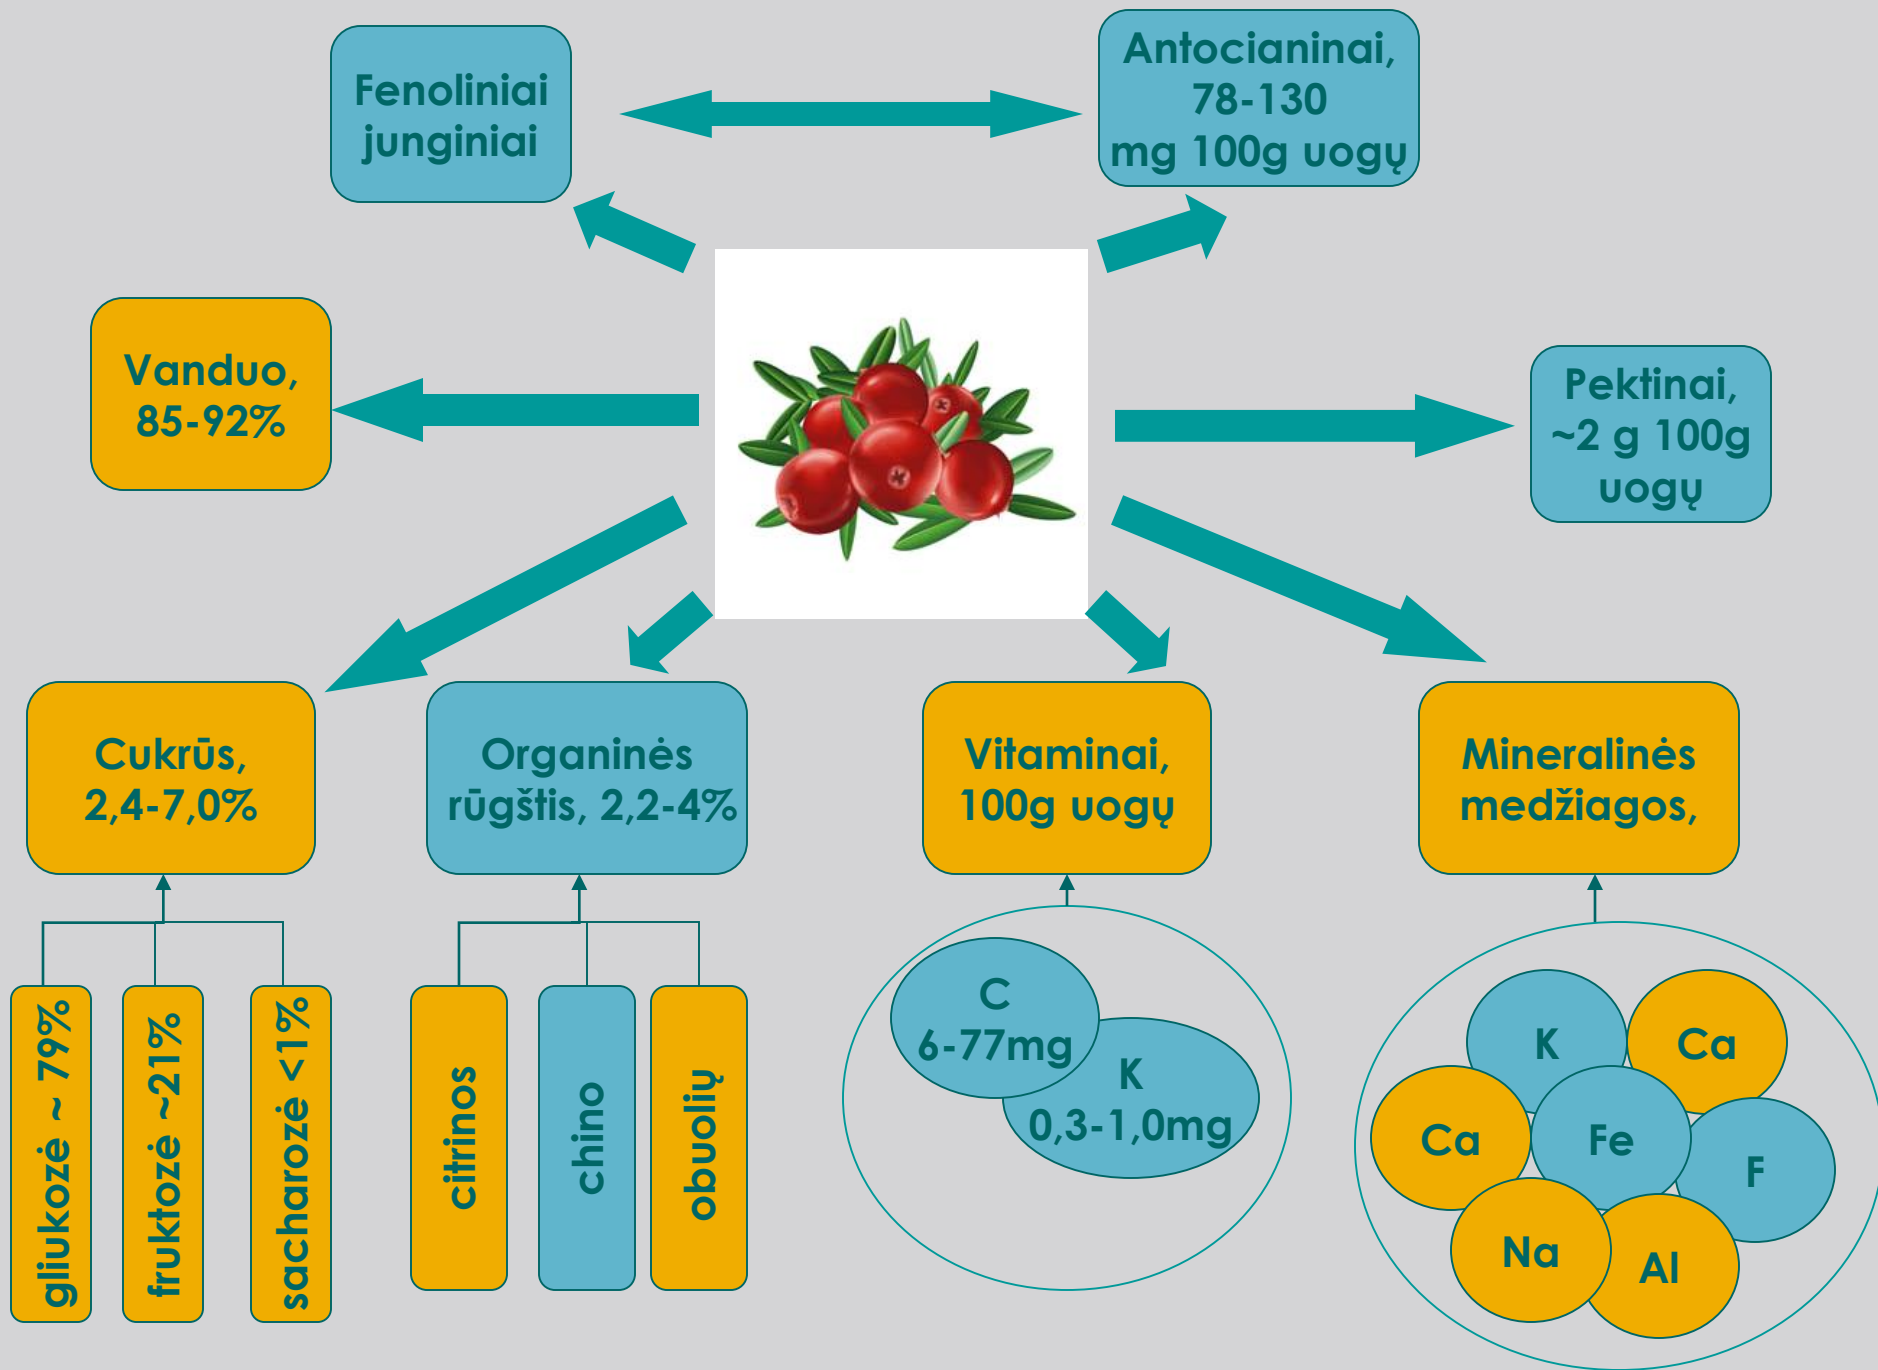 Fenoliniai
junginiai
Antocianinai,
78-130
mg 100g uogų
Vanduo,
85-92%
Pektinai,
~2 g 100g
uogų
Cukrūs,
2,4-7,0%
Organinės
rūgštis, 2,2-4%
Vitaminai,
100g uogų
Mineralinės
medžiagos,
gliukozė ~ 79%
fruktozė ~21%
sacharozė <1%
citrinos
chino
obuolių
C
6-77mg
K
0,3-1,0mg
K
Ca
Ca
Fe
F
Na
Al